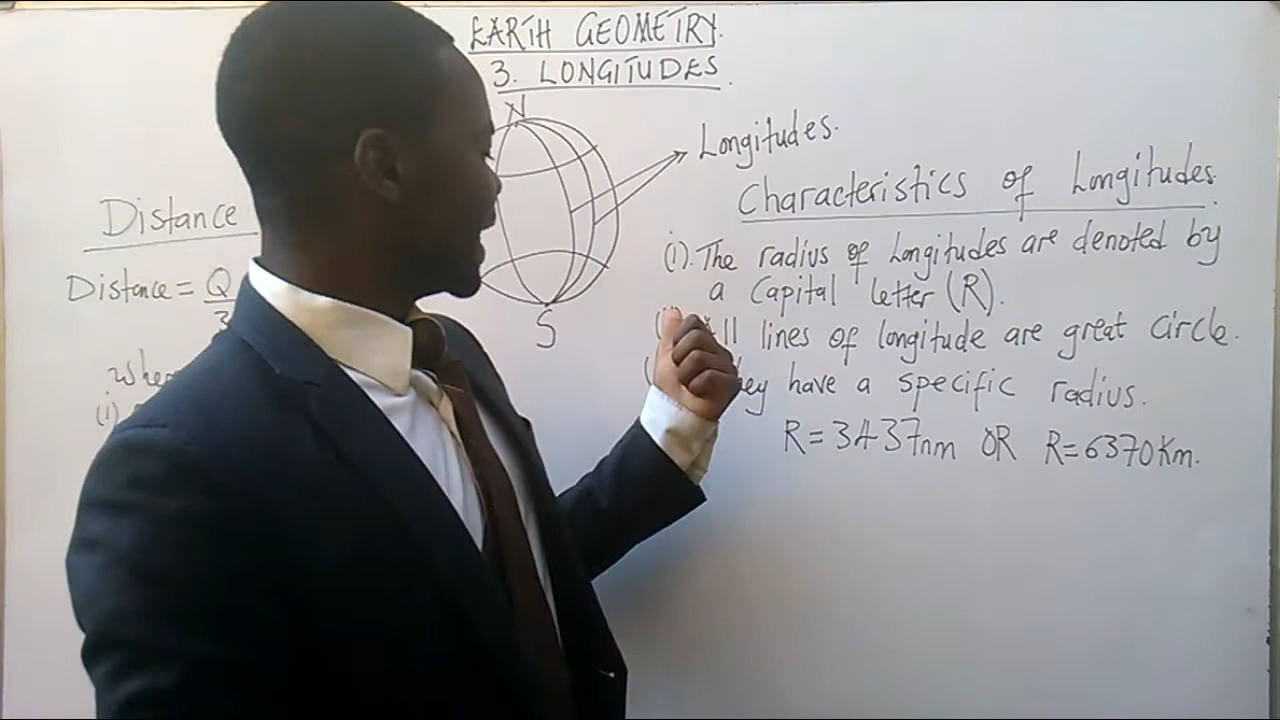 EARTH GEOMETRY.
3. LONGITUDES.
N
Longitudes.
S
Distance
Distance = Q
3
(i)
Characteristics of Longitudes.
(i). The radius of Longitudes are denoted by
a Capital letter (R).
lines of longitude are great Circle.
have a specific radius.
R=3437nm OR R=6370Km.